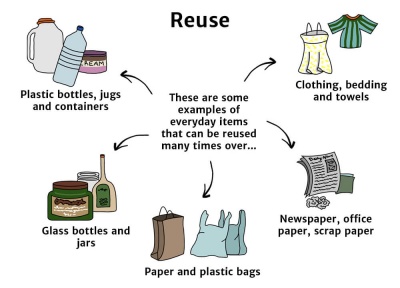 Reuse
CREAM
Plastic bottles, jugs
and containers
Clothing, bedding
and towels
These are some
examples of
everyday items
that can be reused
many times over...
Glass bottles and
jars
Newspaper, office
paper, scrap paper
Paper and plastic bags